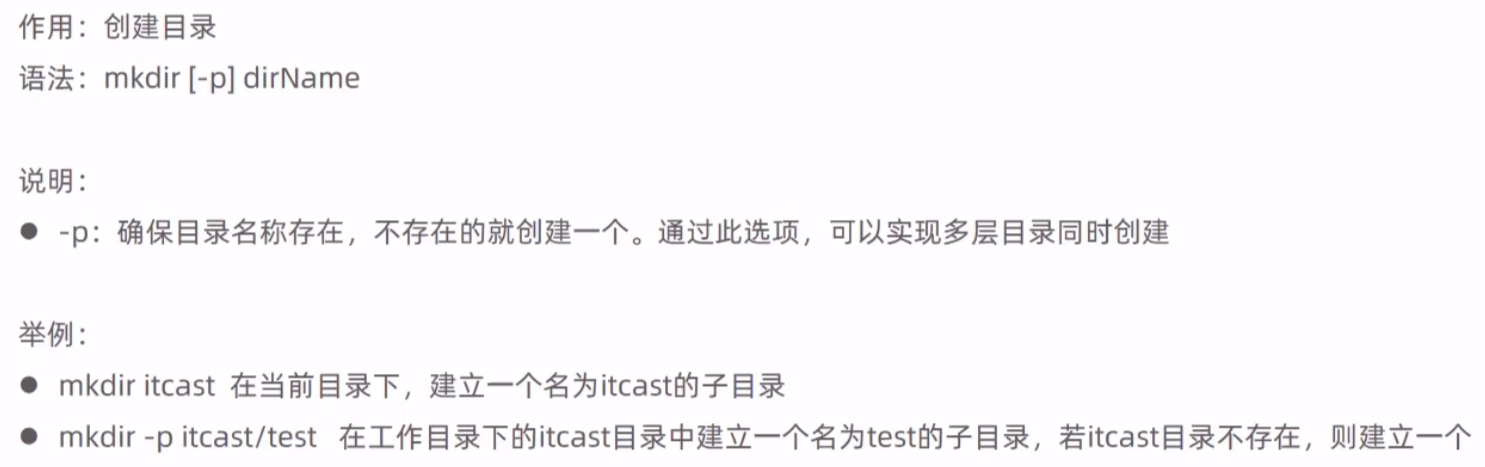 作用：创建目录
语法：mkdir [-p] dirName
说明：
● -p：确保目录名称存在，不存在的就创建一个。通过此选项，可以实现多层目录同时创建
举例：
● mkdir itcast 在当前目录下，建立一个名为itcast的子目录
● mkdir -p itcast/test 在工作目录下的itcast目录中建立一个名为test的子目录，若itcast目录不存在，则建立一个